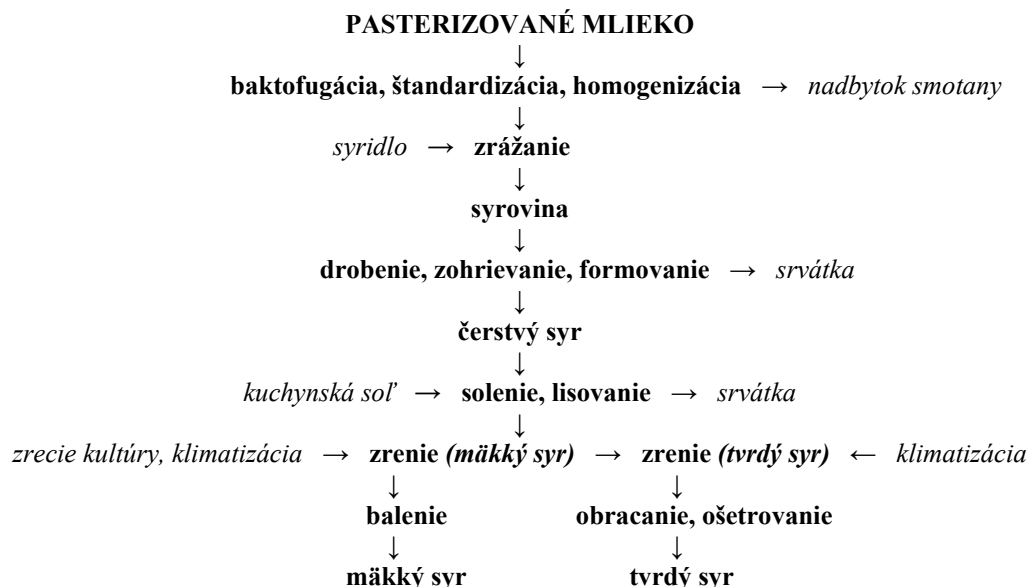 PASTERIZOVANÉ MLIEKO
↓
baktofugácia, štandardizácia, homogenizácia → nadbytok smotany
↓
syridlo → zrážanie
↓
syrovina
↓
drobenie, zohrievanie, formovanie → srvátka
↓
čerstvý syr
↓
kuchynská soľ → solenie, lisovanie → srvátka
↓
zrecie kultúry, klimatizácia → zrenie (mäkký syr) → zrenie (tvrdý syr) ← klimatizácia
↓ ↓
balenie obracanie, ošetrovanie
↓ ↓
mäkký syr tvrdý syr